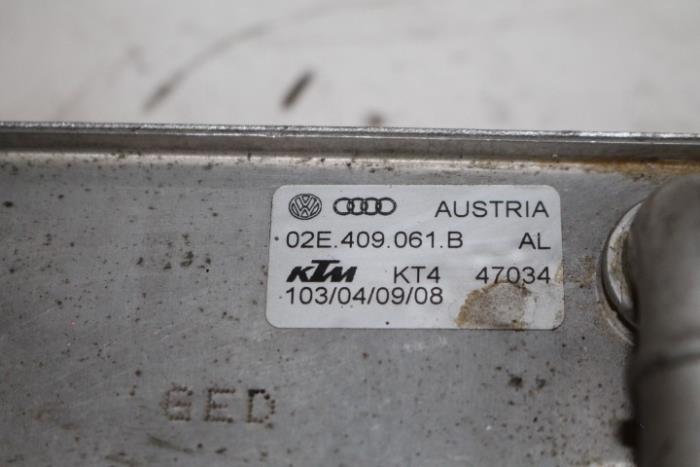 AUSTRIA
02E.409.061.B AL
KTM KT4 47034
103/04/09/08
GED